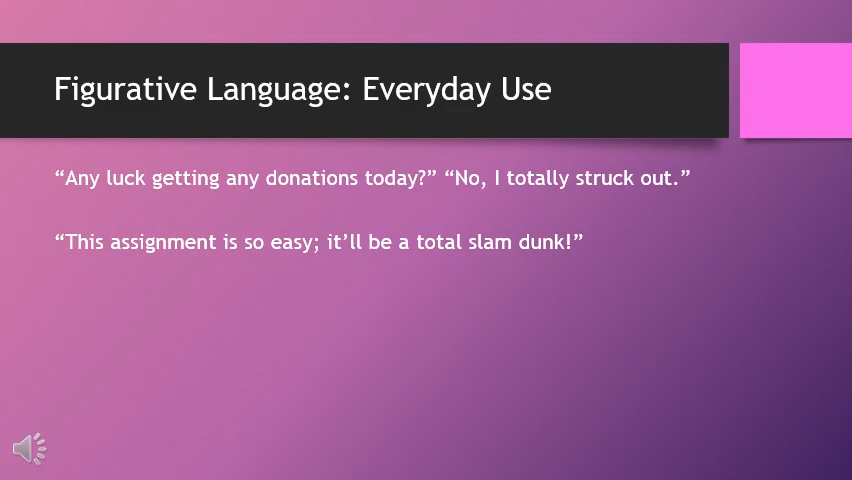 Figurative Language: Everyday Use
“Any luck getting any donations today?” “No, I totally struck out.”
“This assignment is so easy; it’ll be a total slam dunk!”